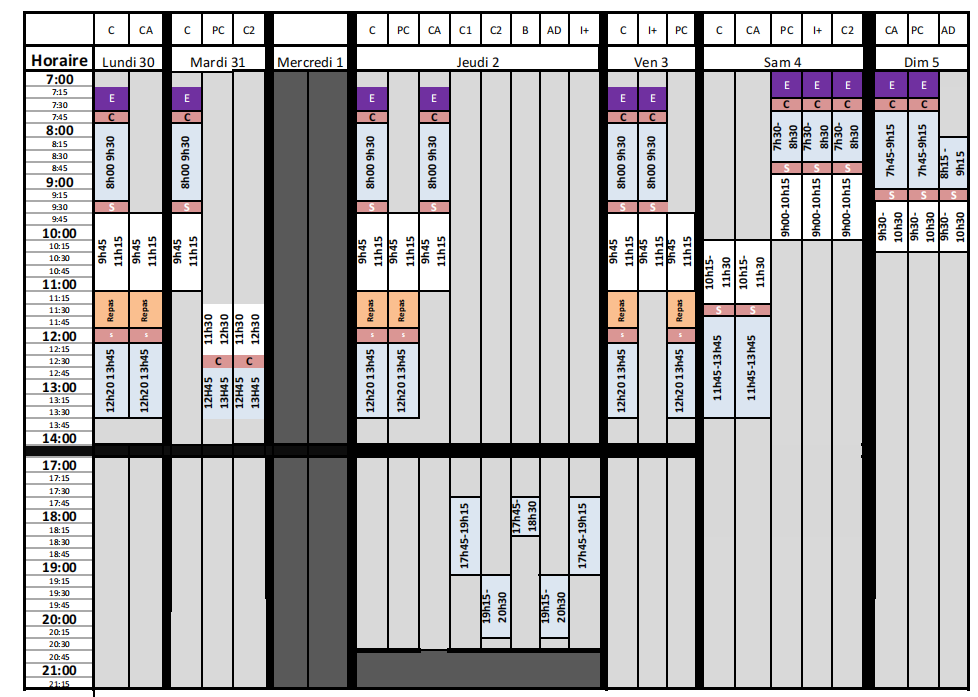 C CA C PC C2 C PC CA C1 C2 B AD I+ C I+ PC C CA PC I+ C2 CA PC AD
Horaire Lundi 30 Mardi 31 Mercredi 1 Jeudi 2 Ven 3 Sam 4 Dim 5
7:00 E E E E E
7:15 E E E E E E
7:30 C C C C C
7:45 C C C C C C
8:00
8:15 8h00 9h30 8h00 9h30 8h00 9h30 8h00 9h30 8h00 9h30 8h00 9h30 7h30- 8h30 7h30- 8h30 7h30- 8h30 7h45-9h15 7h45-9h15 8h15 - 9h15
8:30
8:45 S S S
9:00
9:15 S S S
9:30 S S S S S S
9:45 9h00-10h15 9h00-10h15 9h00-10h15 9h30- 10h30 9h30- 10h30 9h30- 10h30
10:00 9h45 11h15 9h45 11h15 9h45 11h15 9h45 11h15 9h45 11h15 9h45 11h15 9h45 11h15 9h45 11h15 9h45 11h15
10:15
10:30 10h15- 11h30 10h15- 11h30
10:45
11:00
11:15 Repas Repas Repas Repas Repas Repas
11:30 11h30 12h30 11h30 12h30 S S
11:45
12:00 s s s s s s
12:15
12:30 C C
12:45 12h20 13h45 12h20 13h45 12h20 13h45 12h20 13h45 12h20 13h45 12h20 13h45 11h45-13h45 11h45-13h45
13:00 12H45 13H45 12H45 13H45
13:15
13:30
13:45
14:00
17:00
17:15
17:30
17:45
18:00 17h45- 18h30
18:15 17h45-19h15 17h45-19h15
18:30
18:45
19:00
19:15
19:30 19h15- 20h30 19h15- 20h30
19:45
20:00
20:15
20:30
20:45
21:00
21:15